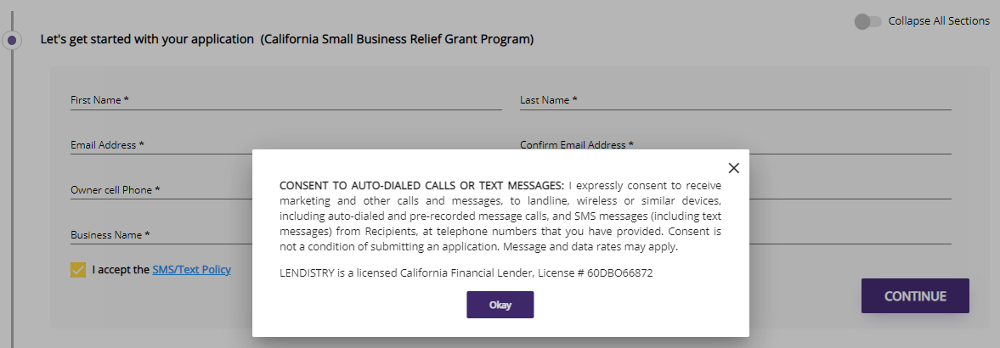 Collapse All Sections
Let's get started with your application (California Small Business Relief Grant Program)
First Name *
Last Name *
Email Address *
Confirm Email Address *
Owner cell Phone *
Business Name *
I accept the SMS/Text Policy
CONTINUE
CONSENT TO AUTO-DIALED CALLS OR TEXT MESSAGES: I expressly consent to receive
marketing and other calls and messages, to landline, wireless or similar devices,
including auto-dialed and pre-recorded message calls, and SMS messages (including text
messages) from Recipients, at telephone numbers that you have provided. Consent is
not a condition of submitting an application. Message and data rates may apply.
LENDISTRY is a licensed California Financial Lender, License # 60DBO66872
Okay